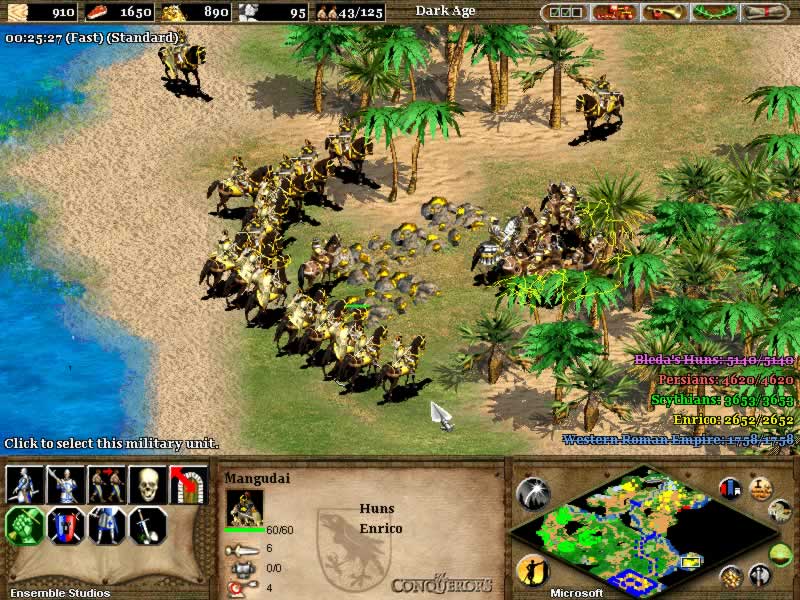 910 1650 890 95 43/125 Dark Age
00:25:27 (Fast) (Standard)
Bleda's Huns: 5140/5140
Persians: 4620/4620
Scythians: 3653/3653
Enrico: 2652/2652
Western Roman Empire: 1758/1758
Click to select this military unit.
Mangudai
Huns
Enrico
60/60
6
0/0
4
The CONQUERORS
Ensemble Studios
Microsoft